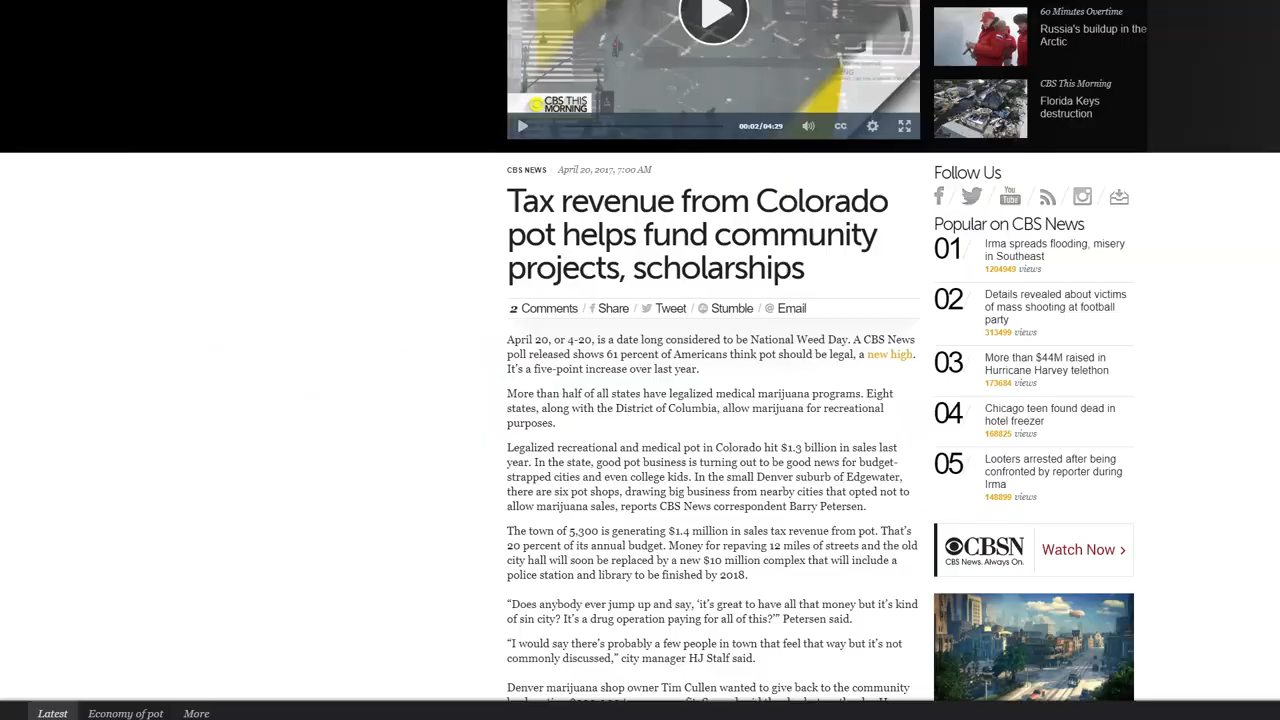 60 Minutes Overtime
Russia's buildup in the
Arctic
CBS This Morning
Florida Keys
destruction
CBS THIS
MORNING
00:02/04:29
CC
CBS NEWS April 20, 2017, 7:00 AM
Tax revenue from Colorado
pot helps fund community
projects, scholarships
2 Comments / f Share / Tweet / Stumble / @ Email
April 20, or 4-20, is a date long considered to be National Weed Day. A CBS News
poll released shows 61 percent of Americans think pot should be legal, a new high.
It's a five-point increase over last year.
More than half of all states have legalized medical marijuana programs. Eight
states, along with the District of Columbia, allow marijuana for recreational
purposes.
Legalized recreational and medical pot in Colorado hit $1.3 billion in sales last
year. In the state, good pot business is turning out to be good news for budget-
strapped cities and even college kids. In the small Denver suburb of Edgewater,
there are six pot shops, drawing big business from nearby cities that opted not to
allow marijuana sales, reports CBS News correspondent Barry Petersen.
The town of 5,300 is generating $1.4 million in sales tax revenue from pot. That's
20 percent of its annual budget. Money for repaving 12 miles of streets and the old
city hall will soon be replaced by a new $10 million complex that will include a
police station and library to be finished by 2018.
"Does anybody ever jump up and say, 'it's great to have all that money but it's kind
of sin city? It's a drug operation paying for all of this?'" Petersen said.
"I would say there's probably a few people in town that feel that way but it's not
commonly discussed," city manager HJ Stalf said.
Denver marijuana shop owner Tim Cullen wanted to give back to the community
Follow Us
You
Tube
Popular on CBS News
01 Irma spreads flooding, misery
in Southeast
1204949 views
02 Details revealed about victims
of mass shooting at football
party
313499 views
03 More than $44M raised in
Hurricane Harvey telethon
173684 views
04 Chicago teen found dead in
hotel freezer
168825 views
05 Looters arrested after being
confronted by reporter during
Irma
148899 views
CBSN
CBS News. Always On.
Watch Now >
Latest Economy of pot More